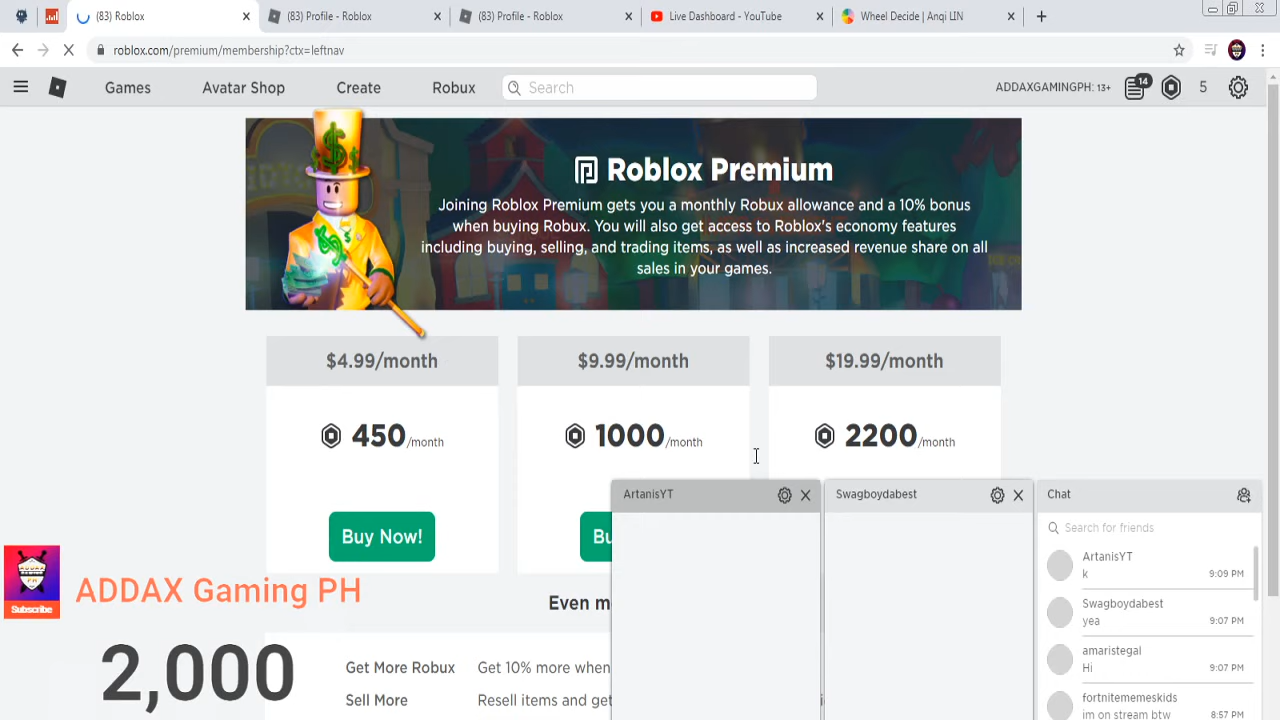 (83) Roblox
(83) Profile - Roblox
(83) Profile - Roblox
Live Dashboard - YouTube
Wheel Decide | Anqi LIN
roblox.com/premium/membership?ctx=leftnav
Games
Avatar Shop
Create
Robux
Search
ADDAXGAMINGPH: 13+
14
5
Roblox Premium
Joining Roblox Premium gets you a monthly Robux allowance and a 10% bonus
when buying Robux. You will also get access to Roblox's economy features
including buying, selling, and trading items, as well as increased revenue share on all
sales in your games.
$4.99/month
$9.99/month
$19.99/month
450/month
1000/month
2200/month
Buy Now!
Bu
ArtanisYT
Swagboydabest
Chat
Search for friends
ArtanisYT
k
9:09 PM
Swagboydabest
yea
9:07 PM
amaristegal
Hi
9:07 PM
fortnitememeskids
im on stream btw
8:57 PM
Subscribe
ADDAX Gaming PH
2,000
Even m
Get More Robux
Get 10% more when
Sell More
Resell items and get